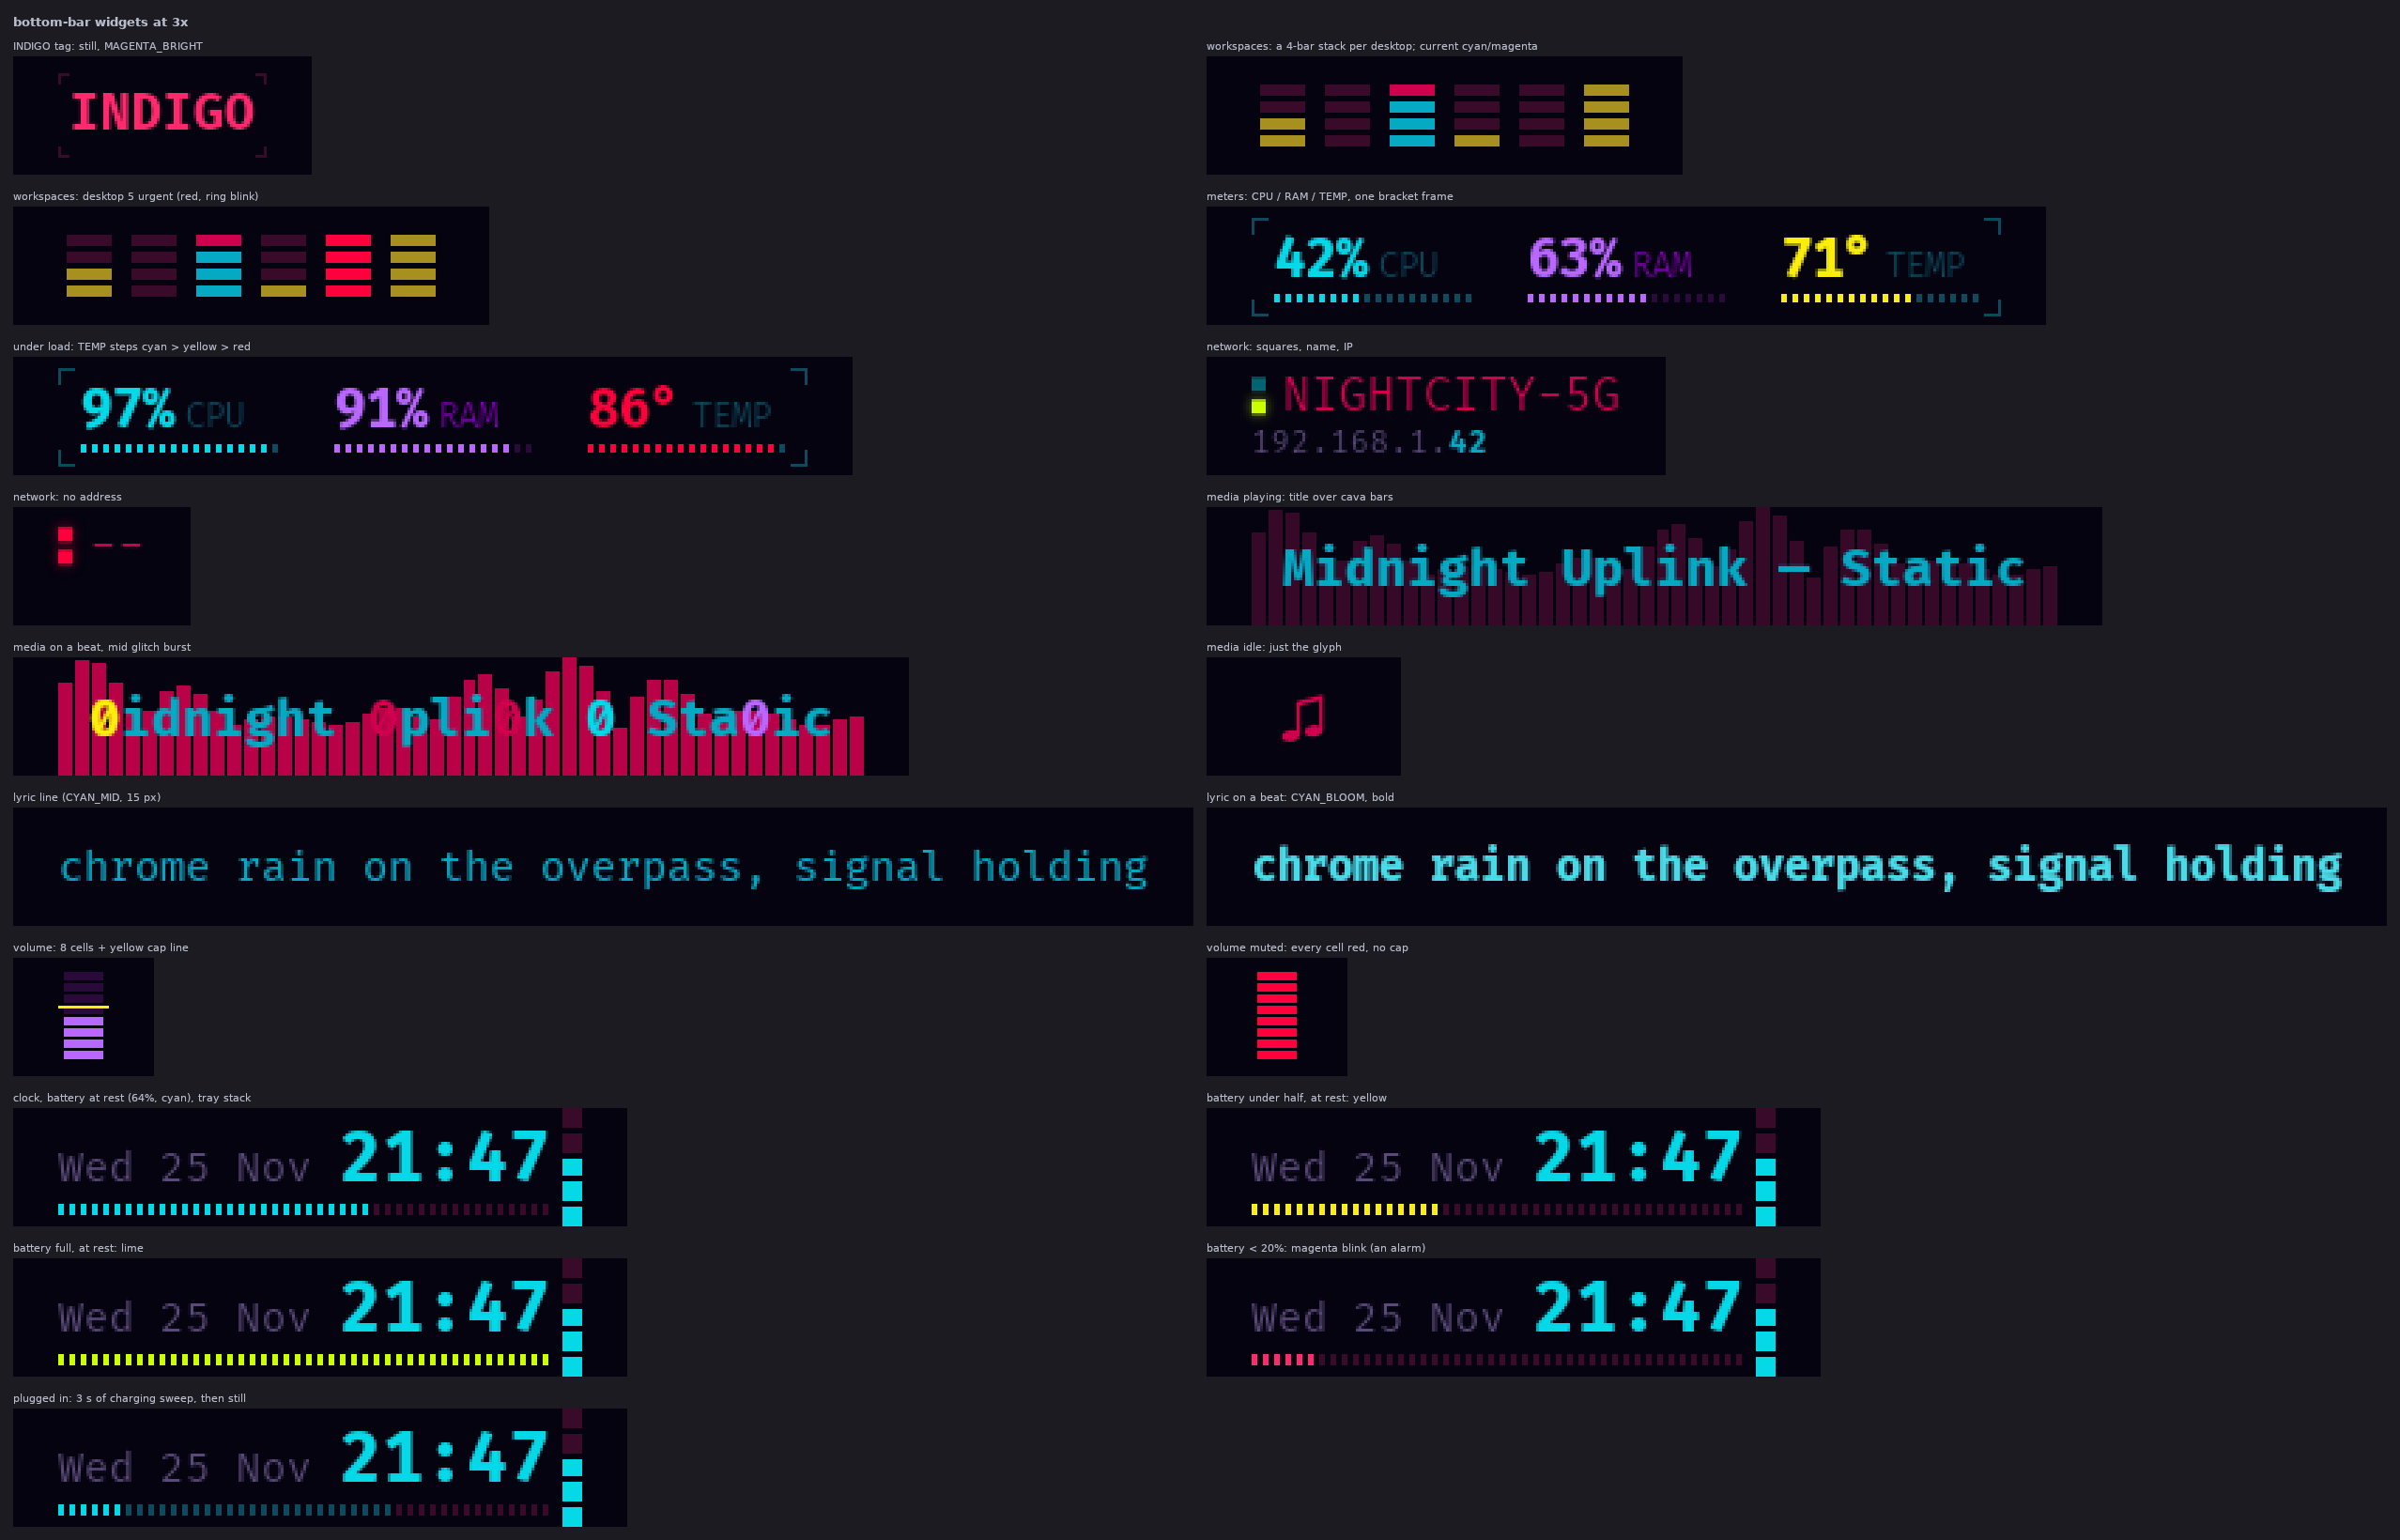 bottom-bar widgets at 3x
INDIGO tag: still, MAGENTA_BRIGHT
INDIGO
workspaces: a 4-bar stack per desktop; current cyan/magenta
workspaces: desktop 5 urgent (red, ring blink)
meters: CPU / RAM / TEMP, one bracket frame
42% CPU 63% RAM 71° TEMP
under load: TEMP steps cyan > yellow > red
97% CPU 91% RAM 86° TEMP
network: squares, name, IP
NIGHTCITY-5G
192.168.1.42
network: no address
--
media playing: title over cava bars
Midnight Uplink — Static
media on a beat, mid glitch burst
0idnight 0pli0k 0 Sta0ic
media idle: just the glyph
♫
lyric line (CYAN_MID, 15 px)
chrome rain on the overpass, signal holding
lyric on a beat: CYAN_BLOOM, bold
chrome rain on the overpass, signal holding
volume: 8 cells + yellow cap line
volume muted: every cell red, no cap
clock, battery at rest (64%, cyan), tray stack
Wed 25 Nov 21:47
battery under half, at rest: yellow
Wed 25 Nov 21:47
battery full, at rest: lime
Wed 25 Nov 21:47
battery < 20%: magenta blink (an alarm)
Wed 25 Nov 21:47
plugged in: 3 s of charging sweep, then still
Wed 25 Nov 21:47